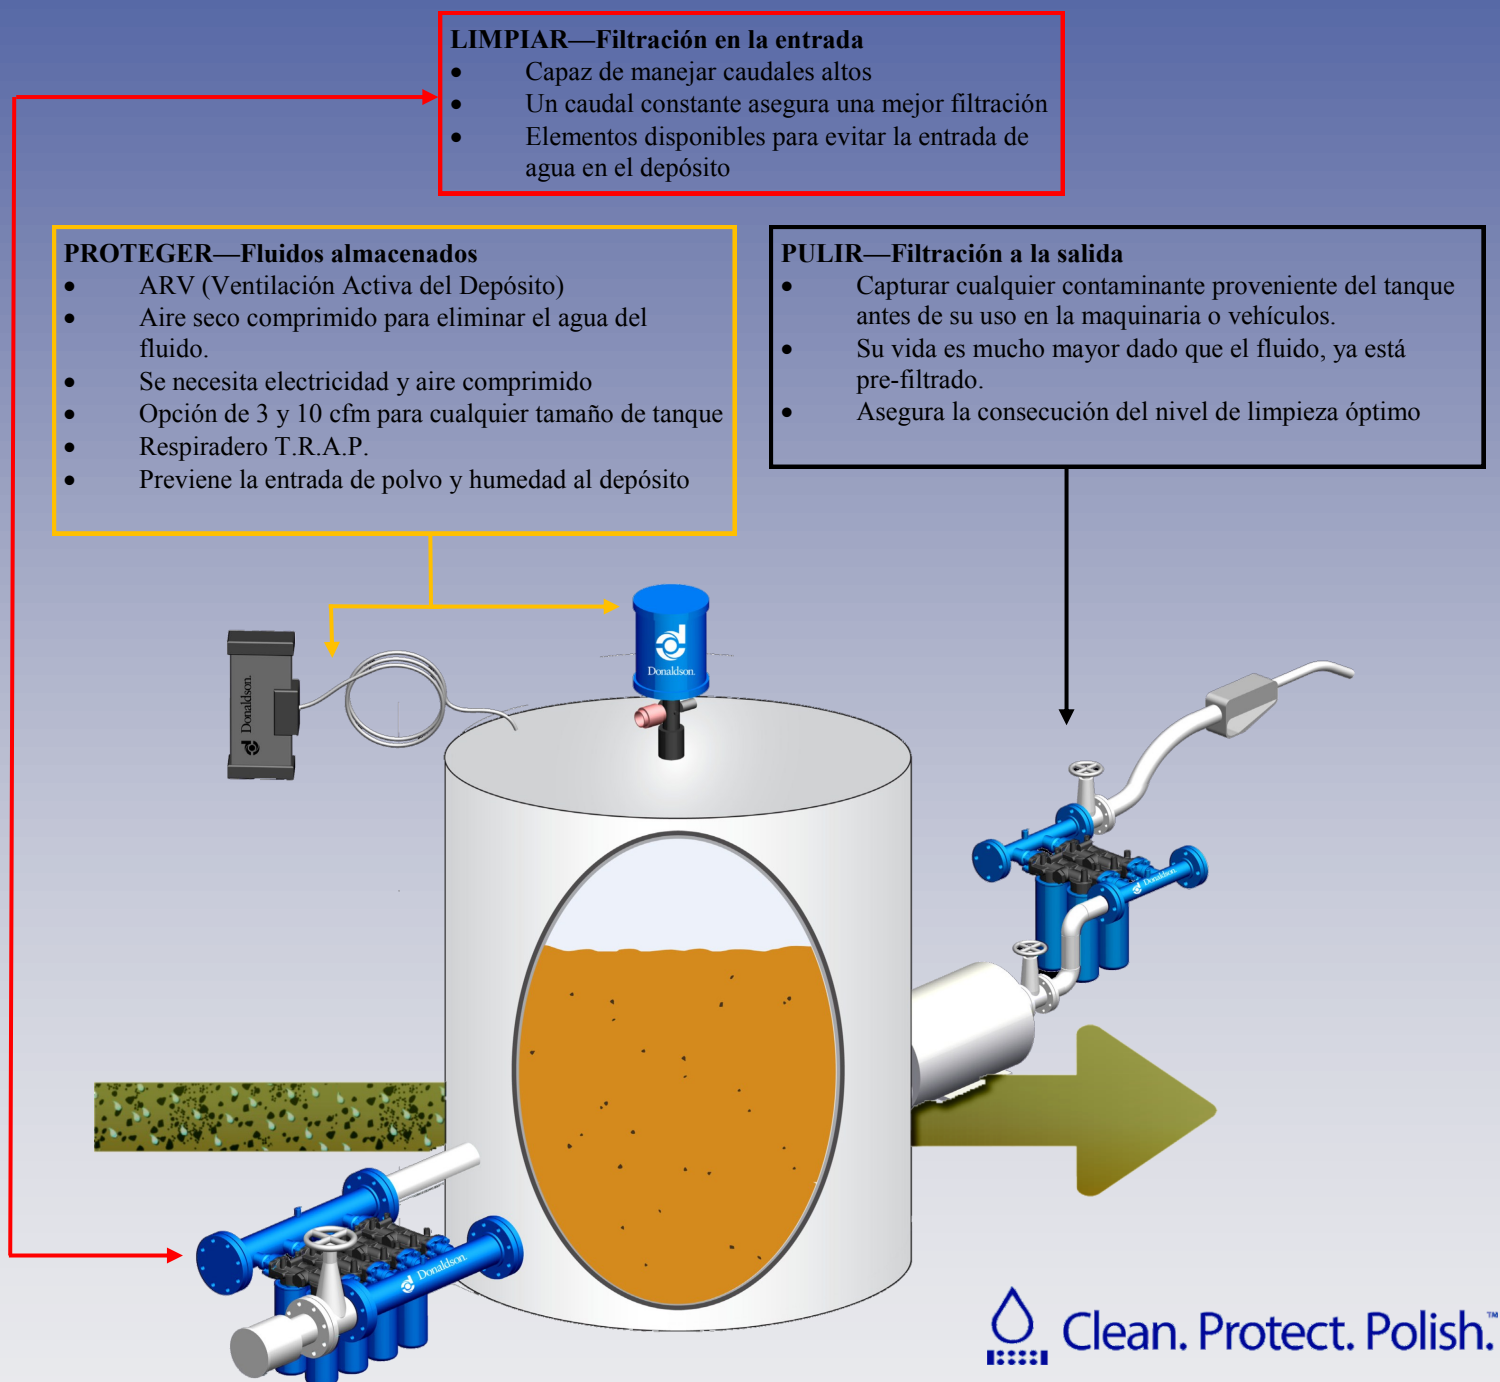 LIMPIAR—Filtración en la entrada
• Capaz de manejar caudales altos
• Un caudal constante asegura una mejor filtración
• Elementos disponibles para evitar la entrada de
agua en el depósito
PROTEGER—Fluidos almacenados
• ARV (Ventilación Activa del Depósito)
• Aire seco comprimido para eliminar el agua del
fluido.
• Se necesita electricidad y aire comprimido
• Opción de 3 y 10 cfm para cualquier tamaño de tanque
• Respiradero T.R.A.P.
• Previene la entrada de polvo y humedad al depósito
PULIR—Filtración a la salida
• Capturar cualquier contaminante proveniente del tanque
antes de su uso en la maquinaria o vehículos.
• Su vida es mucho mayor dado que el fluido, ya está
pre-filtrado.
• Asegura la consecución del nivel de limpieza óptimo
Donaldson.
Donaldson.
Donaldson.
Donaldson.
Clean. Protect. Polish.™